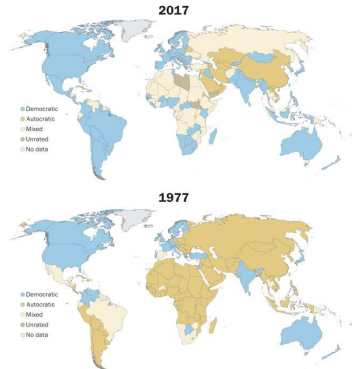 2017
Democratic
Autocratic
Mixed
Unrated
No data
1977
Democratic
Autocratic
Mixed
Unrated
No data